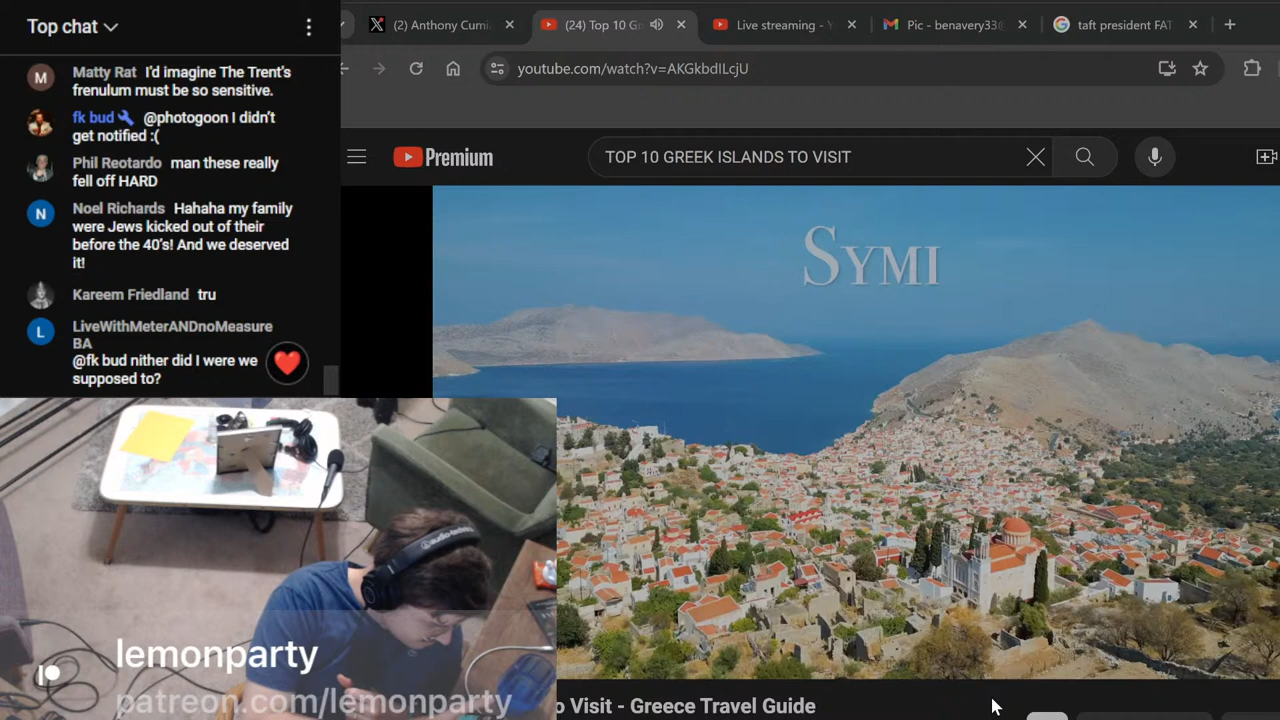 Top chat
Matty Rat I'd imagine The Trent's
frenulum must be so sensitive.
fk bud @photogoon I didn't
get notified :(
Phil Reotardo man these really
fell off HARD
Noel Richards Hahaha my family
were Jews kicked out of their
before the 40's! And we deserved
it!
Kareem Friedland tru
LiveWithMeterANDnoMeasure
BA
@fk bud nither did I were we
supposed to?
M
N
L
(2) Anthony Cumi
(24) Top 10 G
Live streaming - Y
Pic - benavery33@
taft president FAT
youtube.com/watch?v=AKGkbdILcjU
Premium
TOP 10 GREEK ISLANDS TO VISIT
SYMI
audio-technica
lemonparty
patreon.com/lemonparty
o Visit - Greece Travel Guide